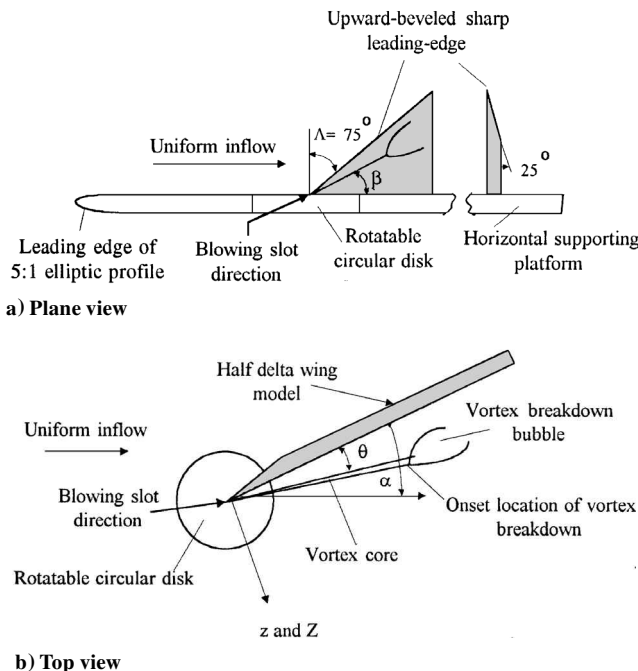 Upward-beveled sharp
leading-edge
Λ= 75°
Uniform inflow
β
25°
Leading edge of
5:1 elliptic profile
Blowing slot
direction
Rotatable
circular disk
Horizontal supporting
platform
a) Plane view
Half delta wing
model
Uniform inflow
Vortex breakdown
bubble
θ
α
Blowing slot
direction
Onset location of vortex
breakdown
Vortex core
Rotatable circular disk
z and Z
b) Top view